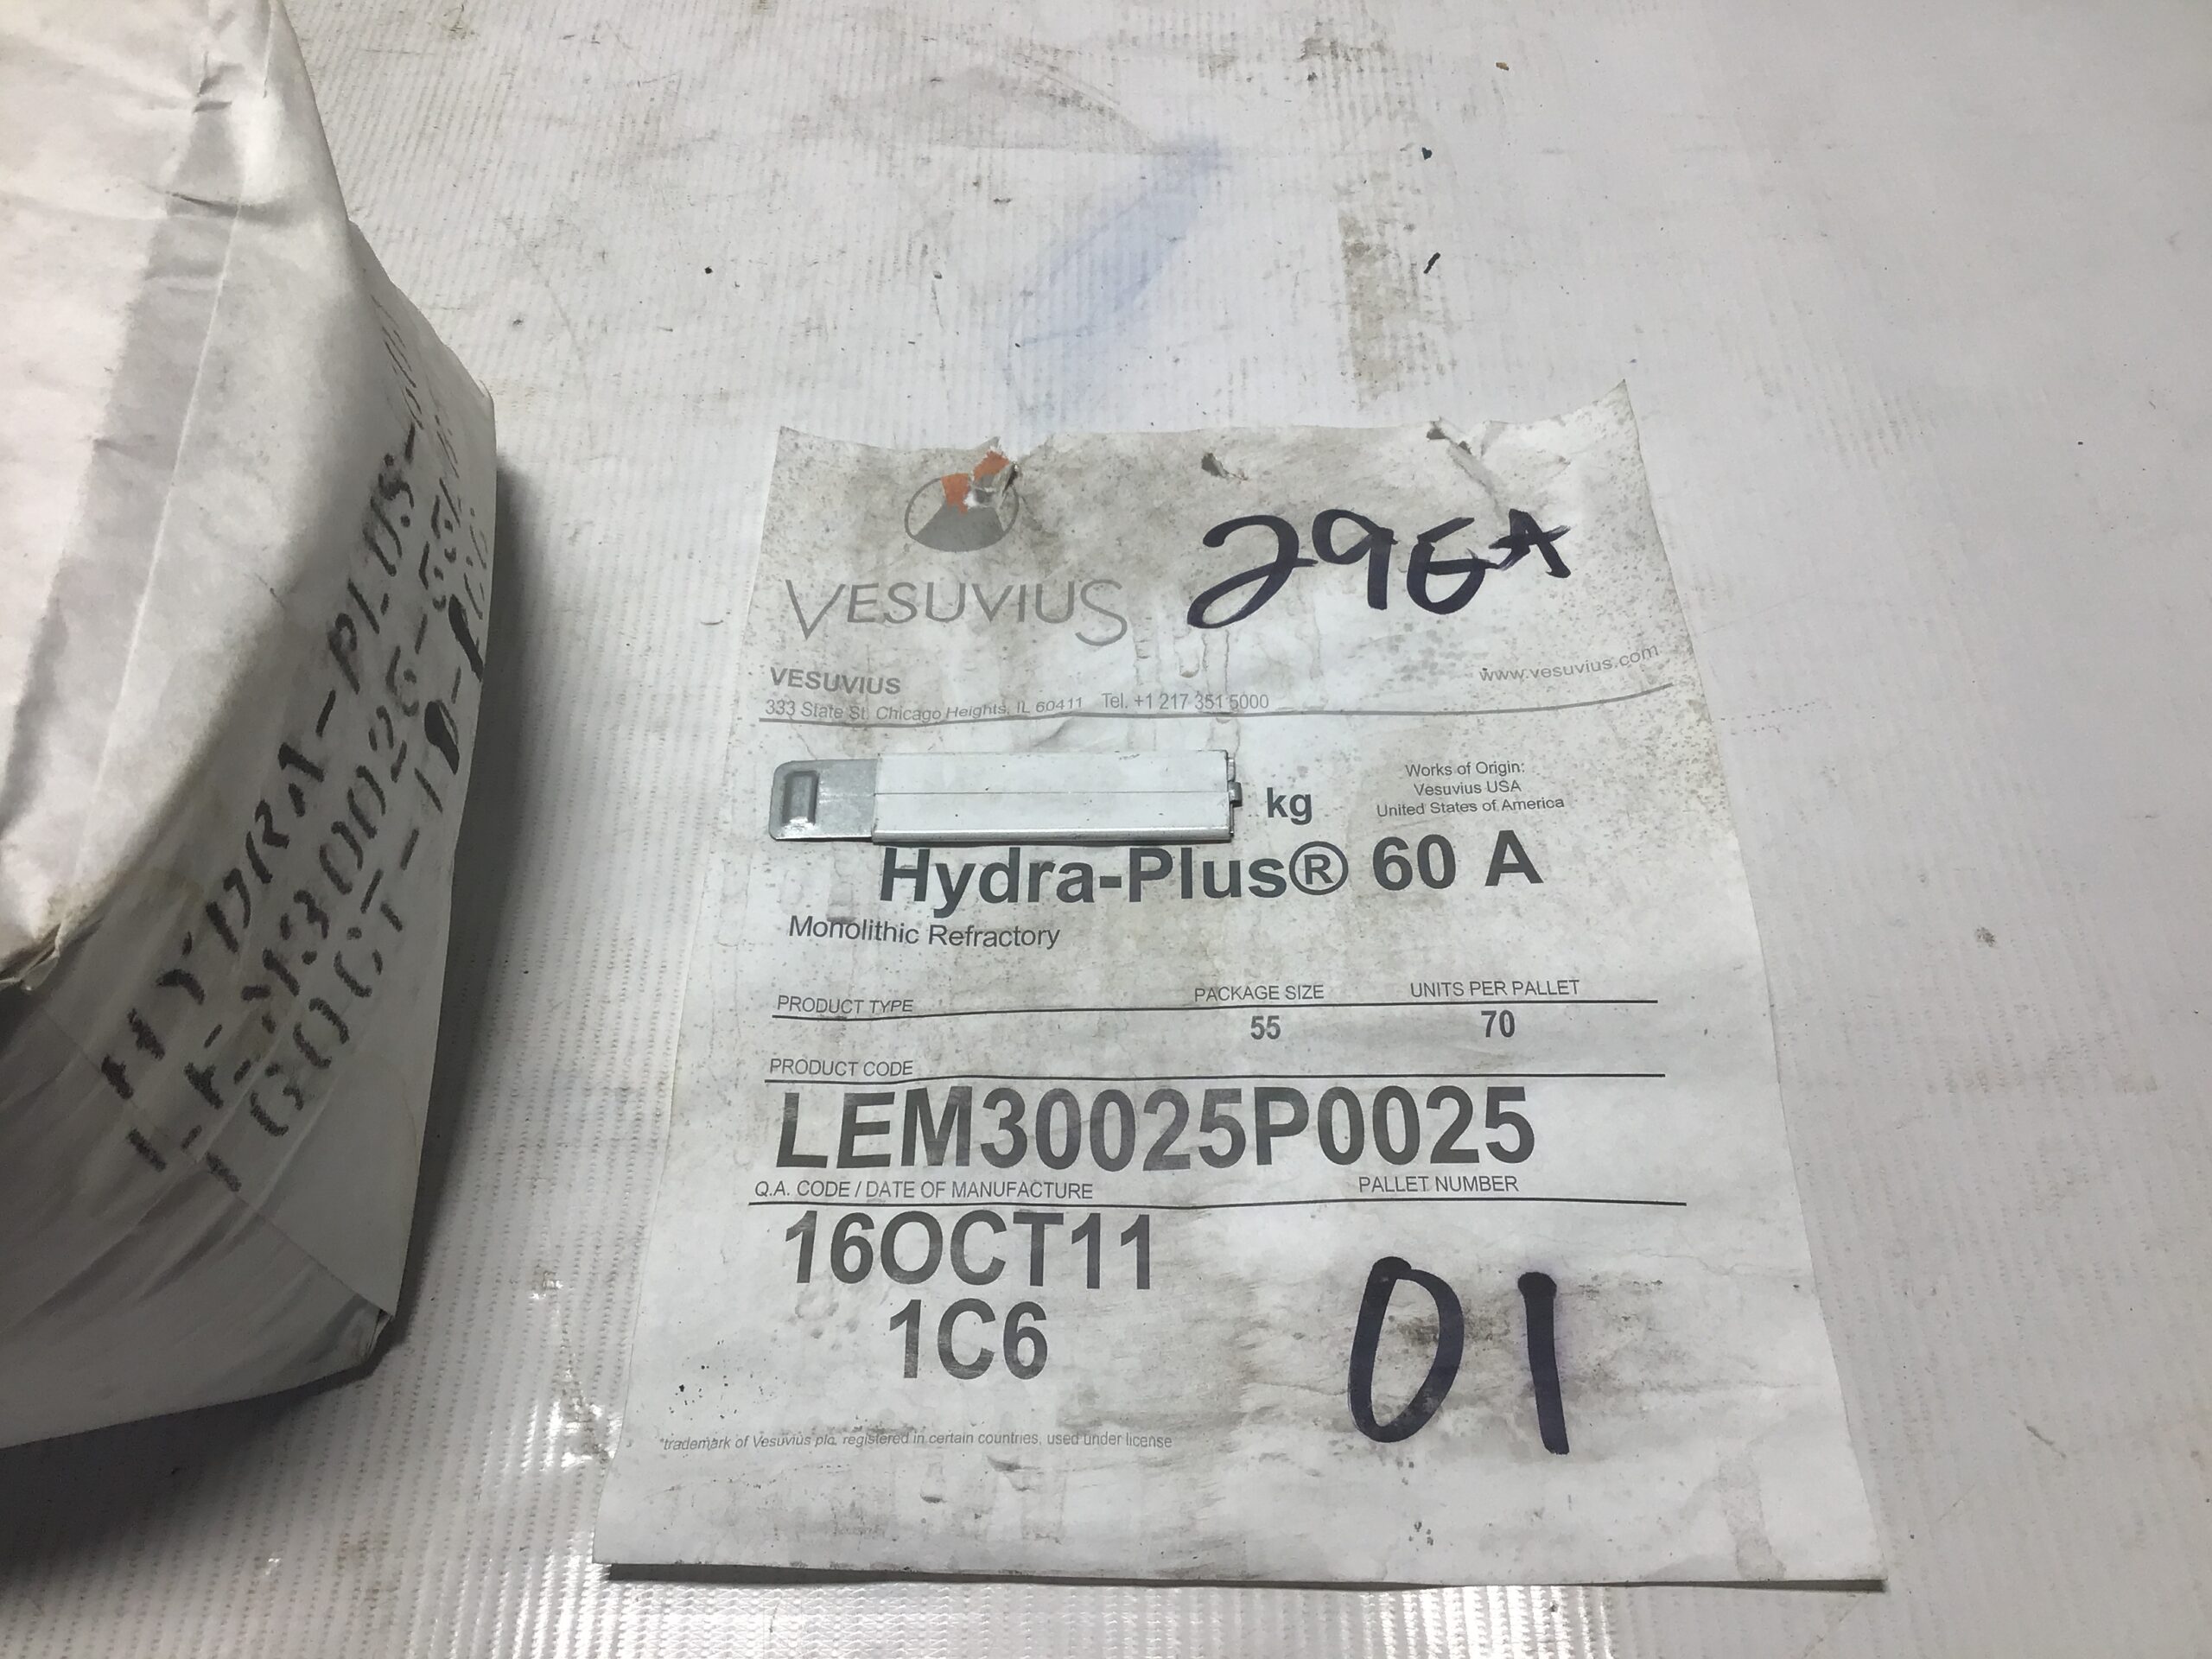 VESUVIUS
29EA
VESUVIUS
www.vesuvius.com
333 State St. Chicago Heights, IL 60411 Tel. +1 217 351 5000
kg
Works of Origin:
Vesuvius USA
United States of America
Hydra-Plus® 60 A
Monolithic Refractory
PRODUCT TYPE
PACKAGE SIZE
UNITS PER PALLET
55
70
PRODUCT CODE
LEM30025P0025
Q.A. CODE / DATE OF MANUFACTURE
PALLET NUMBER
16OCT11
1C6
01
*trademark of Vesuvius plc. registered in certain countries, used under license
HYDRA-PLUS-